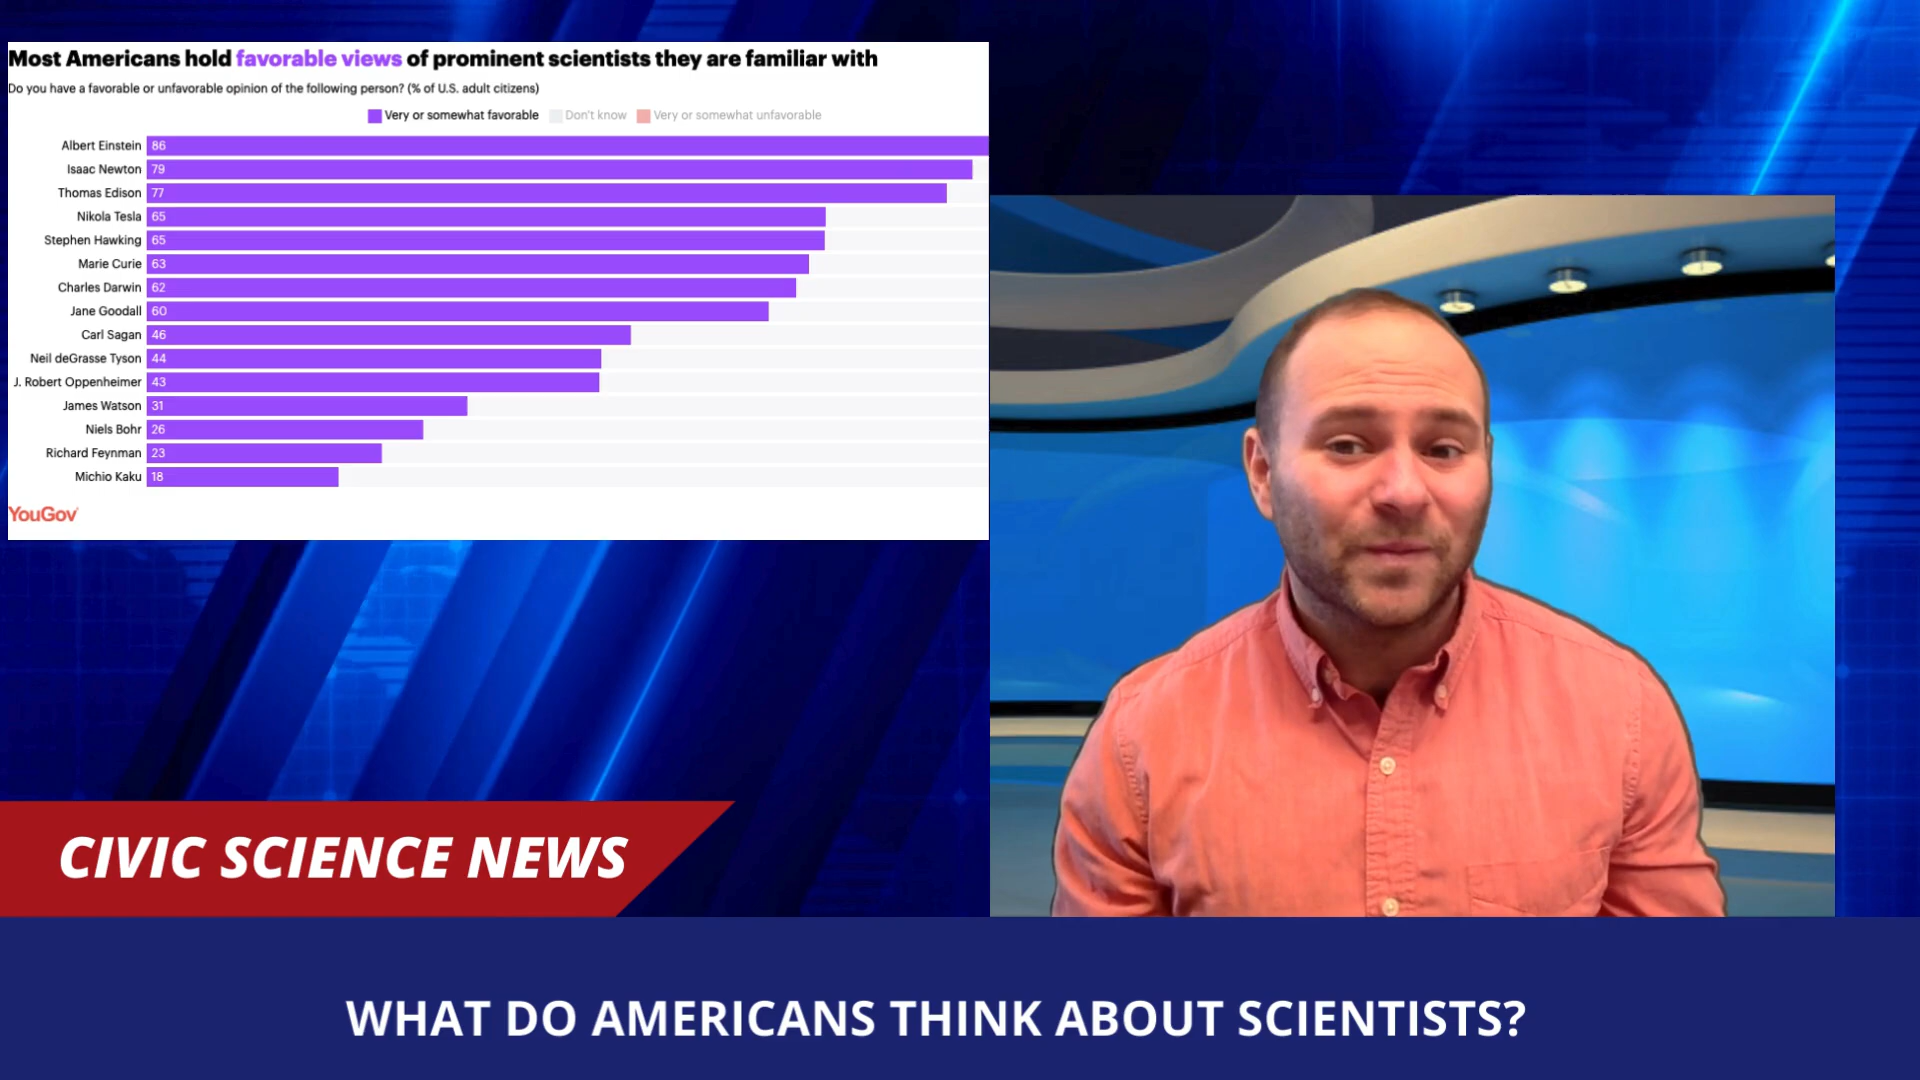 Most Americans hold favorable views of prominent scientists they are familiar with
Do you have a favorable or unfavorable opinion of the following person? (% of U.S. adult citizens)
Very or somewhat favorable Don't know Very or somewhat unfavorable
Albert Einstein 86
Isaac Newton 79
Thomas Edison 77
Nikola Tesla 65
Stephen Hawking 65
Marie Curie 63
Charles Darwin 62
Jane Goodall 60
Carl Sagan 46
Neil deGrasse Tyson 44
J. Robert Oppenheimer 43
James Watson 31
Niels Bohr 26
Richard Feynman 23
Michio Kaku 18
YouGov
CIVIC SCIENCE NEWS
WHAT DO AMERICANS THINK ABOUT SCIENTISTS?